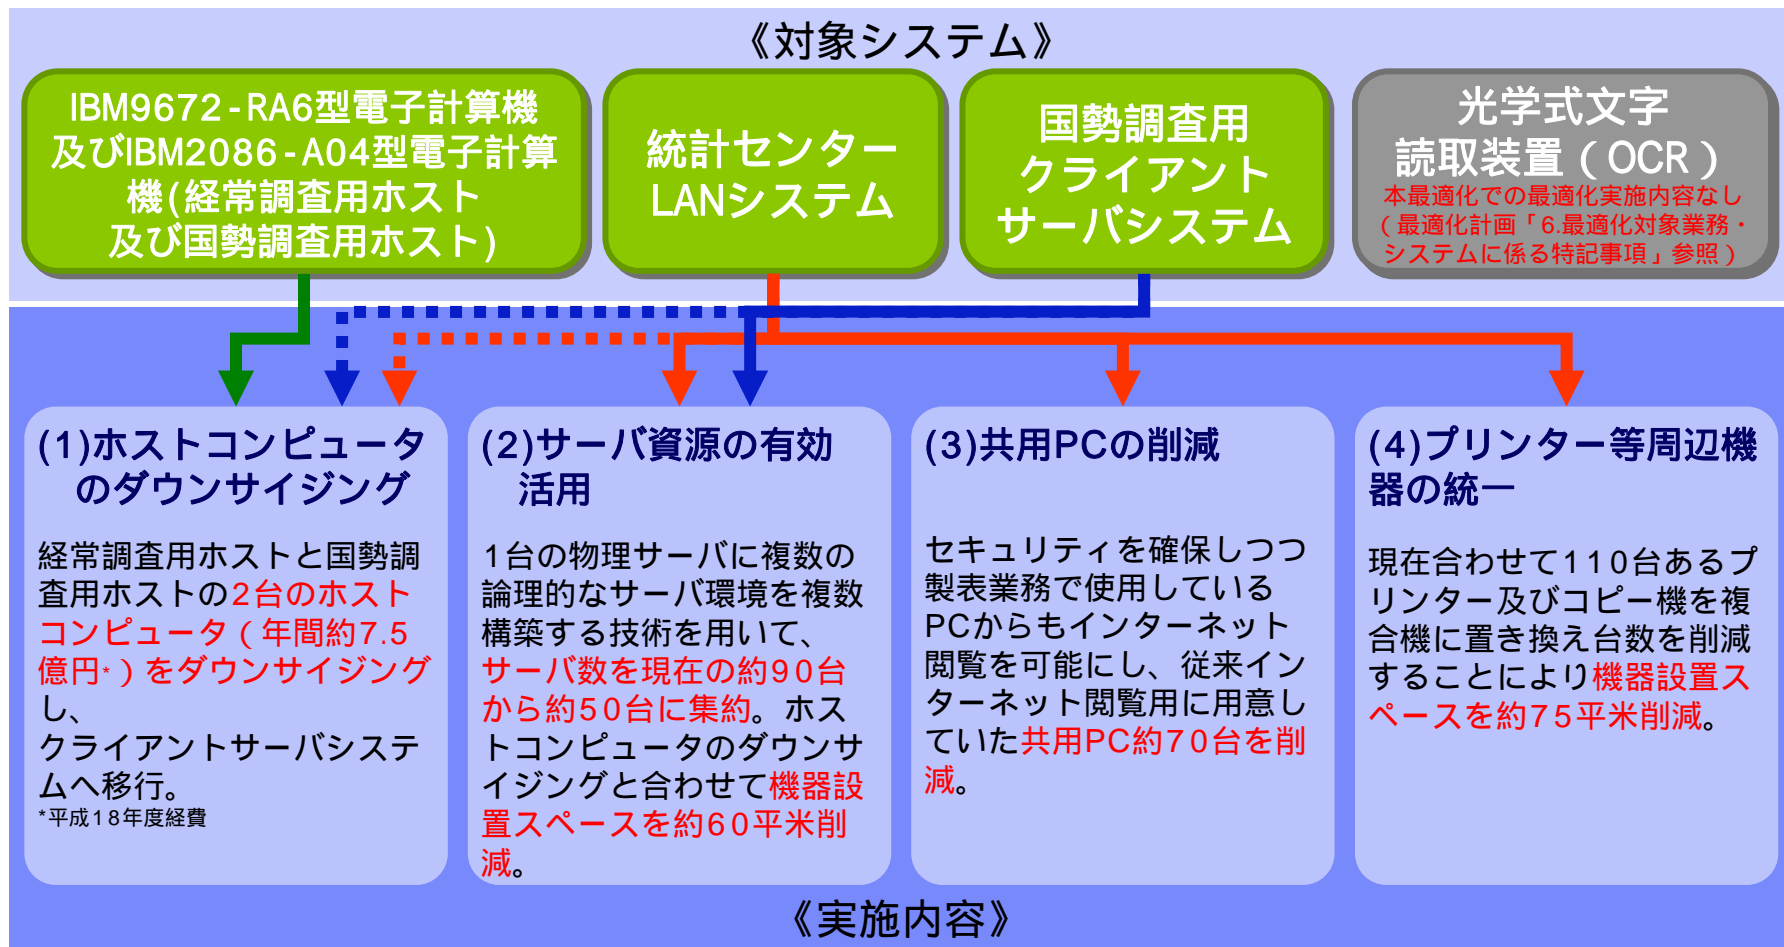 《対象システム》
IBM9672-RA6型電子計算機
及びIBM2086-A04型電子計算
機(経常調査用ホスト
及び国勢調査用ホスト)
統計センター
LANシステム
国勢調査用
クライアント
サーバシステム
光学式文字
読取装置（OCR）
本最適化での最適化実施内容なし
（最適化計画「6.最適化対象業務・
システムに係る特記事項」参照）
(1)ホストコンピュータ
のダウンサイジング
経常調査用ホストと国勢調
査用ホストの2台のホスト
コンピュータ（年間約7.5
億円*）をダウンサイジング
し、
クライアントサーバシステ
ムへ移行。
*平成18年度経費
(2)サーバ資源の有効
活用
1台の物理サーバに複数の
論理的なサーバ環境を複数
構築する技術を用いて、
サーバ数を現在の約90台
から約50台に集約。ホス
トコンピュータのダウンサ
イジングと合わせて機器設
置スペースを約60平米削
減。
(3)共用PCの削減
セキュリティを確保しつつ
製表業務で使用している
PCからもインターネット
閲覧を可能にし、従来イン
ターネット閲覧用に用意し
ていた共用PC約70台を削
減。
(4)プリンター等周辺機
器の統一
現在合わせて110台あるプ
リンター及びコピー機を複
合機に置き換え台数を削減
することにより機器設置ス
ペースを約75平米削減。
《実施内容》